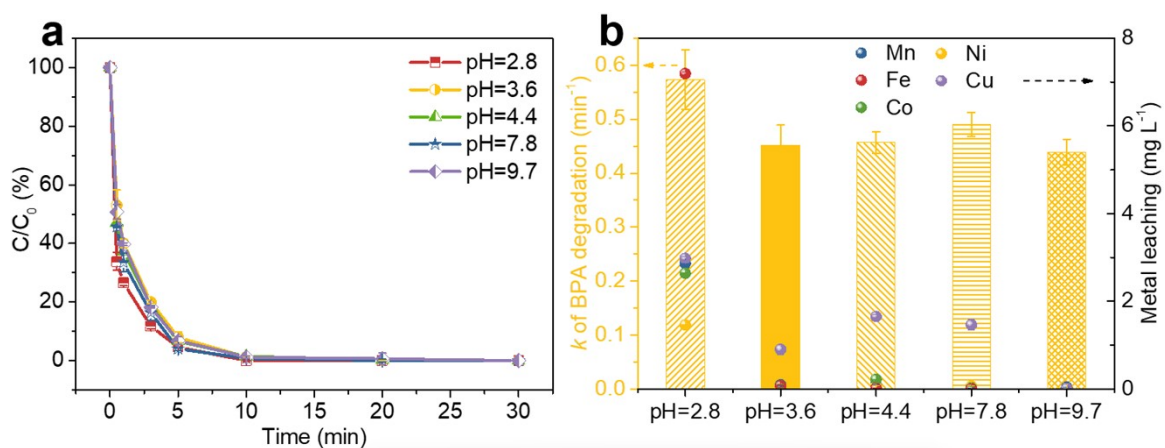 a
100
80
60
40
20
0
C/C₀ (%)
0 5 10 15 20 25 30
Time (min)
pH=2.8
pH=3.6
pH=4.4
pH=7.8
pH=9.7
b
0.6
0.5
0.4
0.3
0.2
0.1
0.0
k of BPA degradation (min⁻¹)
Mn Ni
Fe Cu
Co
8
6
4
2
0
Metal leaching (mg L⁻¹)
pH=2.8 pH=3.6 pH=4.4 pH=7.8 pH=9.7